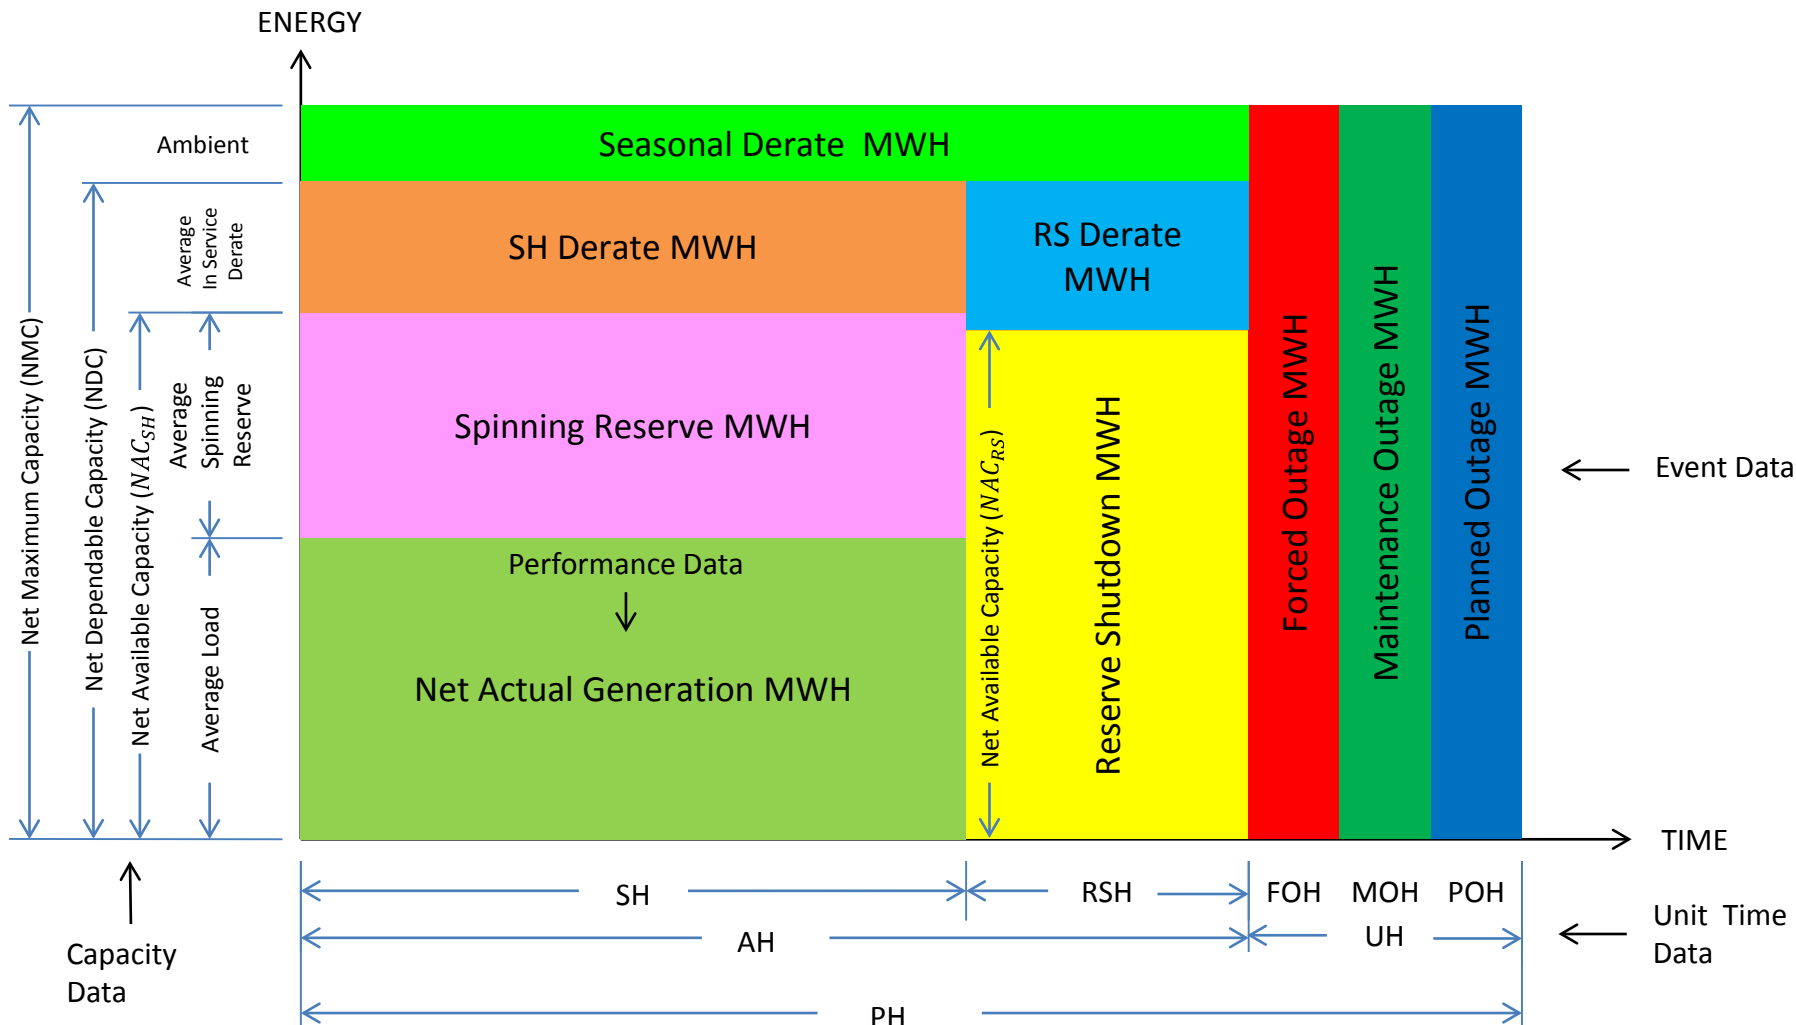 ENERGY
Ambient
Seasonal Derate  MWH
Average
In Service
Derate
SH Derate MWH
RS Derate
MWH
Net Maximum Capacity (NMC)
Net Dependable Capacity (NDC)
Net Available Capacity (NAC_SH)
Average
Spinning
Reserve
Spinning Reserve MWH
Net Available Capacity (NAC_RS)
Reserve Shutdown MWH
Forced Outage MWH
Maintenance Outage MWH
Planned Outage MWH
Event Data
Average Load
Performance Data
Net Actual Generation MWH
TIME
SH
RSH
FOH
MOH
POH
AH
UH
Unit  Time
Data
Capacity
Data
PH